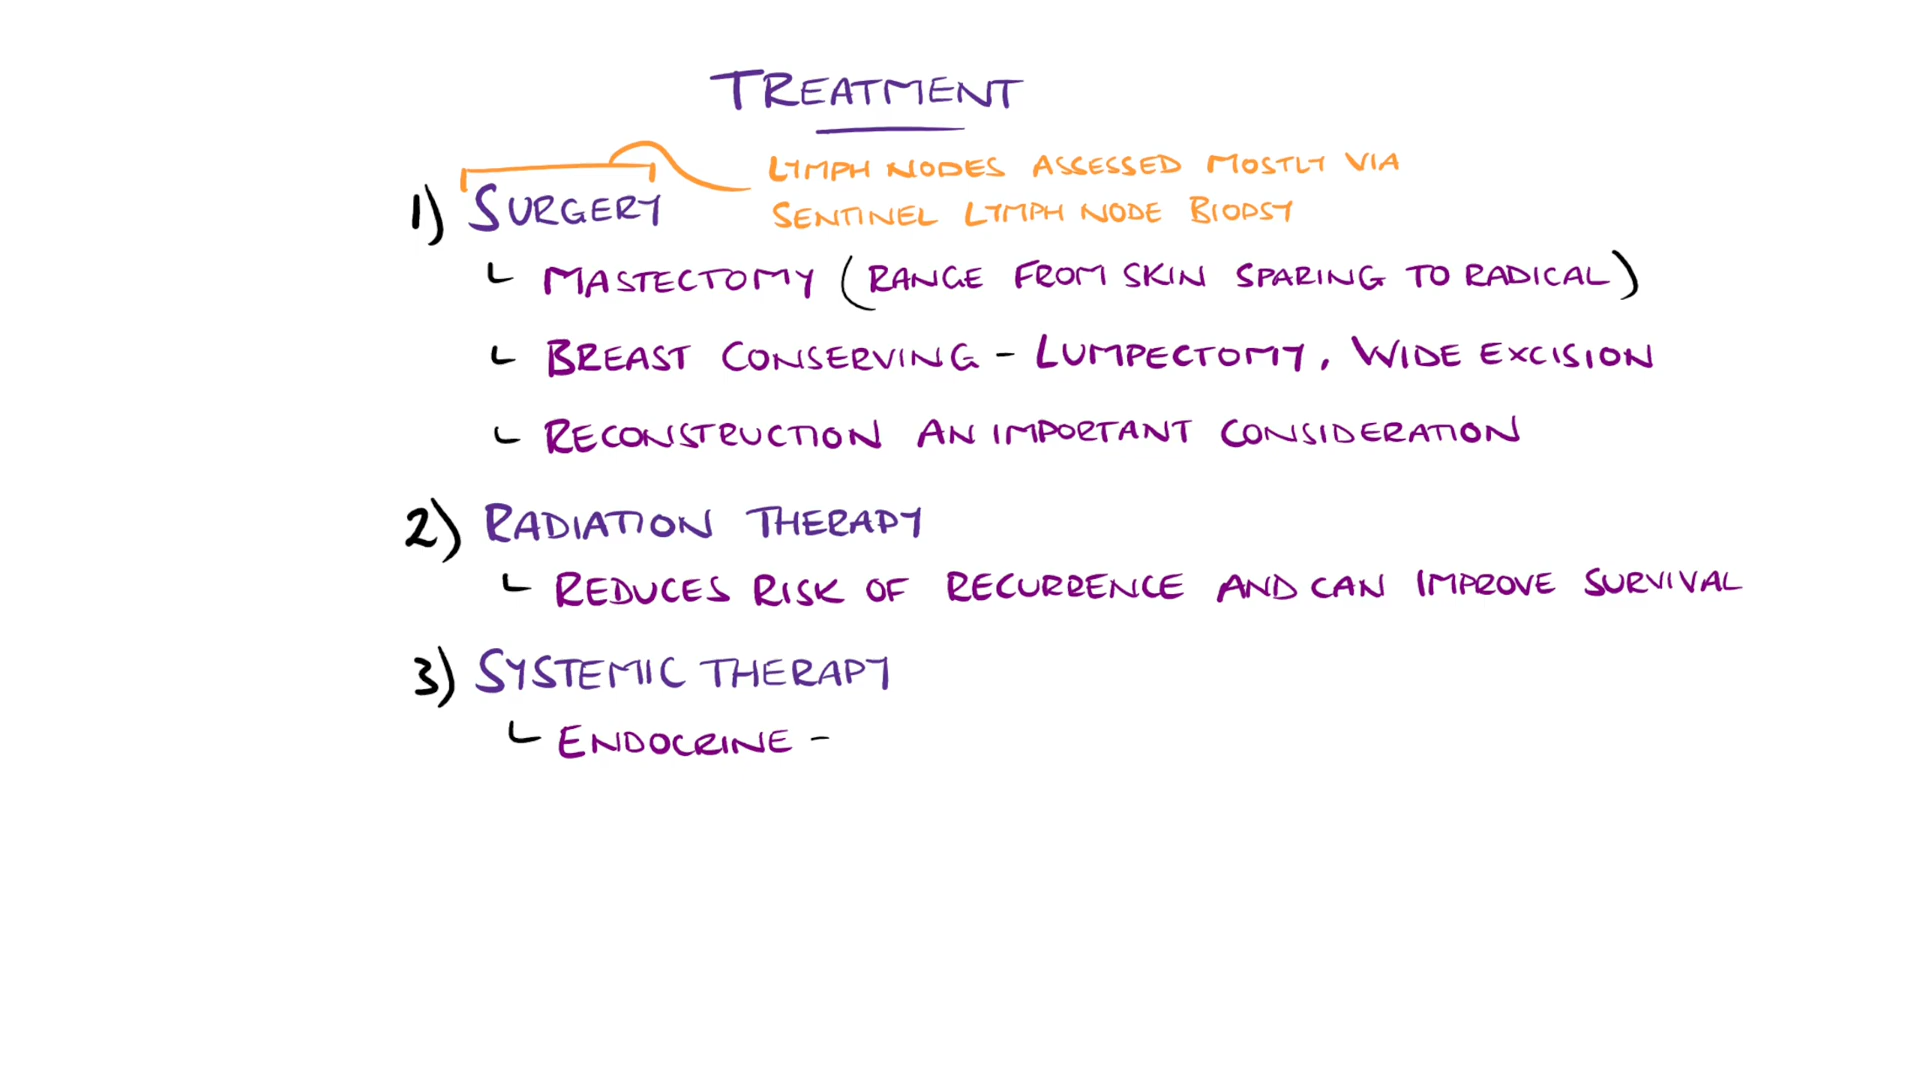 TREATMENT
LYMPH NODES ASSESSED MOSTLY VIA
SENTINEL LYMPH NODE BIOPSY
1) SURGERY
MASTECTOMY (RANGE FROM SKIN SPARING TO RADICAL)
BREAST CONSERVING - LUMPECTOMY, WIDE EXCISION
RECONSTRUCTION AN IMPORTANT CONSIDERATION
2) RADIATION THERAPY
REDUCES RISK OF RECURRENCE AND CAN IMPROVE SURVIVAL
3) SYSTEMIC THERAPY
ENDOCRINE -